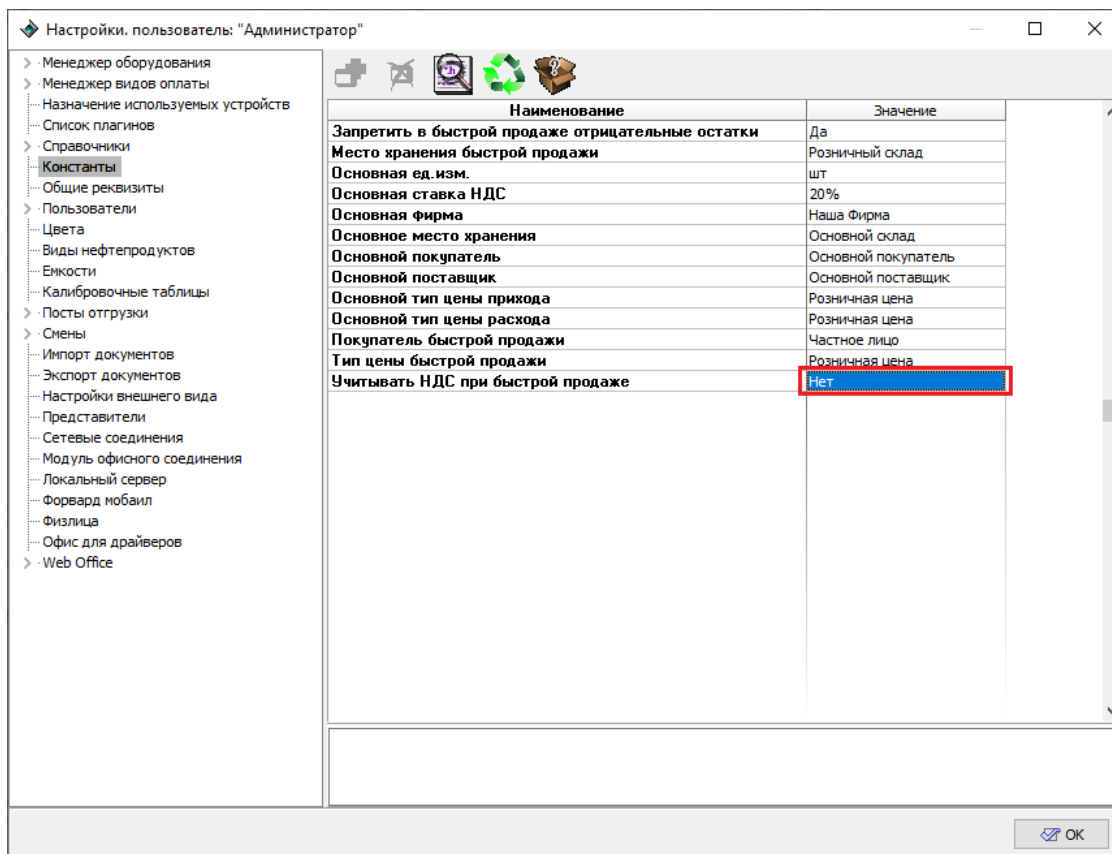 Настройки. пользователь: "Администратор"
Менеджер оборудования
Менеджер видов оплаты
Назначение используемых устройств
Список плагинов
Справочники
Константы
Общие реквизиты
Пользователи
Цвета
Виды нефтепродуктов
Емкости
Калибровочные таблицы
Посты отгрузки
Смены
Импорт документов
Экспорт документов
Настройки внешнего вида
Представители
Сетевые соединения
Модуль офисного соединения
Локальный сервер
Форвард мобаил
Физлица
Офис для драйверов
Web Office
Наименование Значение
Запретить в быстрой продаже отрицательные остатки Да
Место хранения быстрой продажи Розничный склад
Основная ед.изм. шт
Основная ставка НДС 20%
Основная фирма Наша Фирма
Основное место хранения Основной склад
Основной покупатель Основной покупатель
Основной поставщик Основной поставщик
Основной тип цены прихода Розничная цена
Основной тип цены расхода Розничная цена
Покупатель быстрой продажи Частное лицо
Тип цены быстрой продажи Розничная цена
Учитывать НДС при быстрой продаже Нет
OK